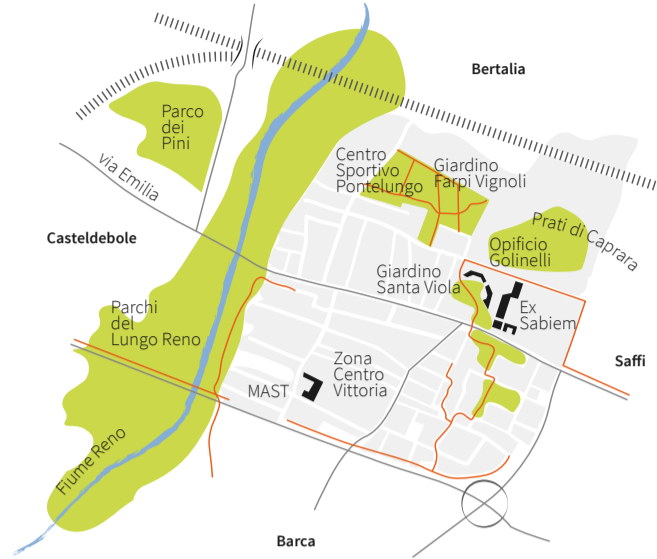 Bertalia
Parco
dei
Pini
Centro
Sportivo
Pontelungo
Giardino
Farpi Vignoli
via Emilia
Prati di Caprara
Casteldebole
Opificio
Golinelli
Giardino
Santa Viola
Parchi
del
Lungo Reno
Ex
Sabiem
Zona
Centro
Vittoria
Saffi
MAST
Fiume Reno
Barca